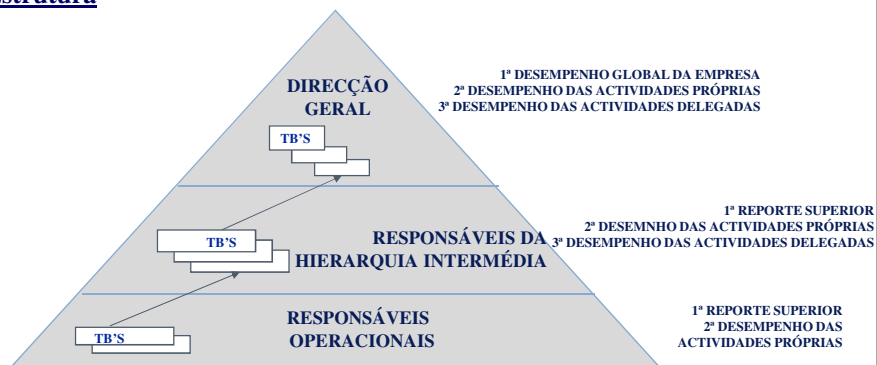 Estrutura
DIRECÇÃO
GERAL
TB'S
1ª DESEMPENHO GLOBAL DA EMPRESA
2ª DESEMPENHO DAS ACTIVIDADES PRÓPRIAS
3ª DESEMPENHO DAS ACTIVIDADES DELEGADAS
TB'S
RESPONSÁVEIS DA
HIERARQUIA INTERMÉDIA
1ª REPORTE SUPERIOR
2ª DESEMNHO DAS ACTIVIDADES PRÓPRIAS
3ª DESEMPENHO DAS ACTIVIDADES DELEGADAS
TB'S
RESPONSÁVEIS
OPERACIONAIS
1ª REPORTE SUPERIOR
2ª DESEMPENHO DAS
ACTIVIDADES PRÓPRIAS